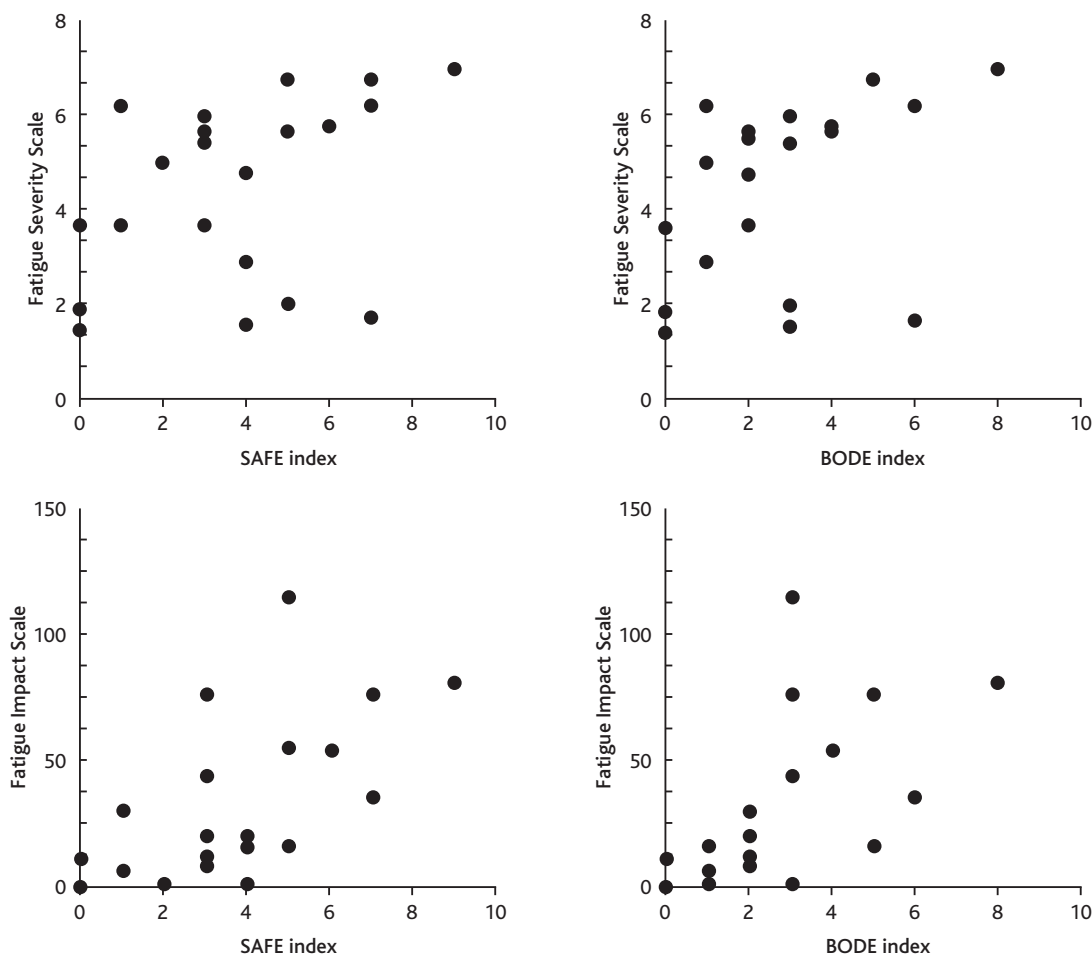 8
6
4
2
0
Fatigue Severity Scale
0 2 4 6 8 10
SAFE index
8
6
4
2
0
Fatigue Severity Scale
0 2 4 6 8 10
BODE index
150
100
50
0
Fatigue Impact Scale
0 2 4 6 8 10
SAFE index
150
100
50
0
Fatigue Impact Scale
0 2 4 6 8 10
BODE index